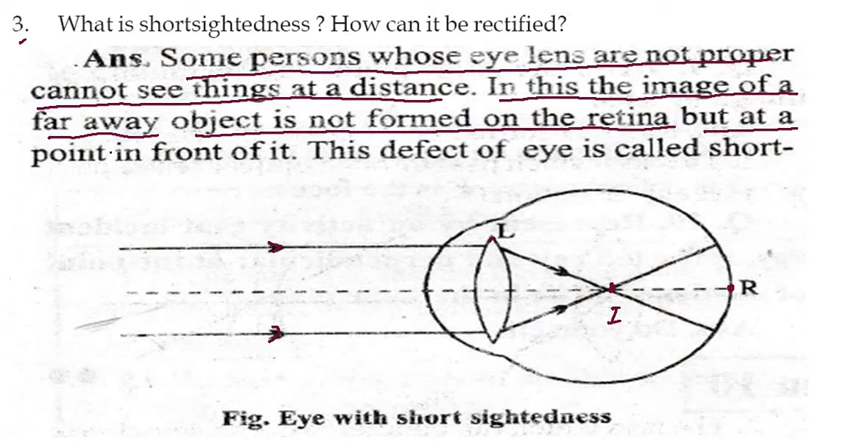 3. What is shortsightedness ? How can it be rectified?
Ans. Some persons whose eye lens are not proper
cannot see things at a distance. In this the image of a
far away object is not formed on the retina but at a
point in front of it. This defect of eye is called short-
L
R
I
Fig. Eye with short sightedness